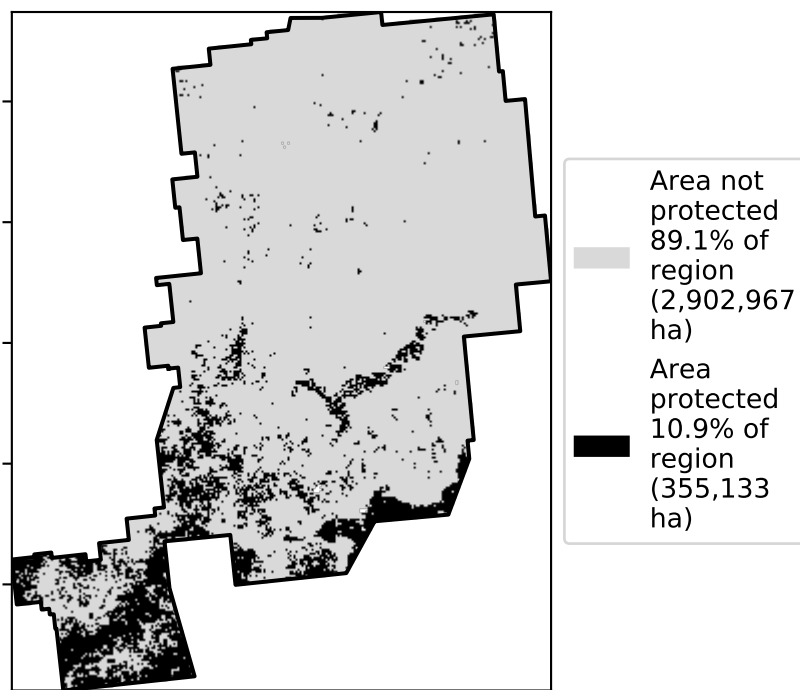 Area not
protected
89.1% of
region
(2,902,967
ha)
Area
protected
10.9% of
region
(355,133
ha)